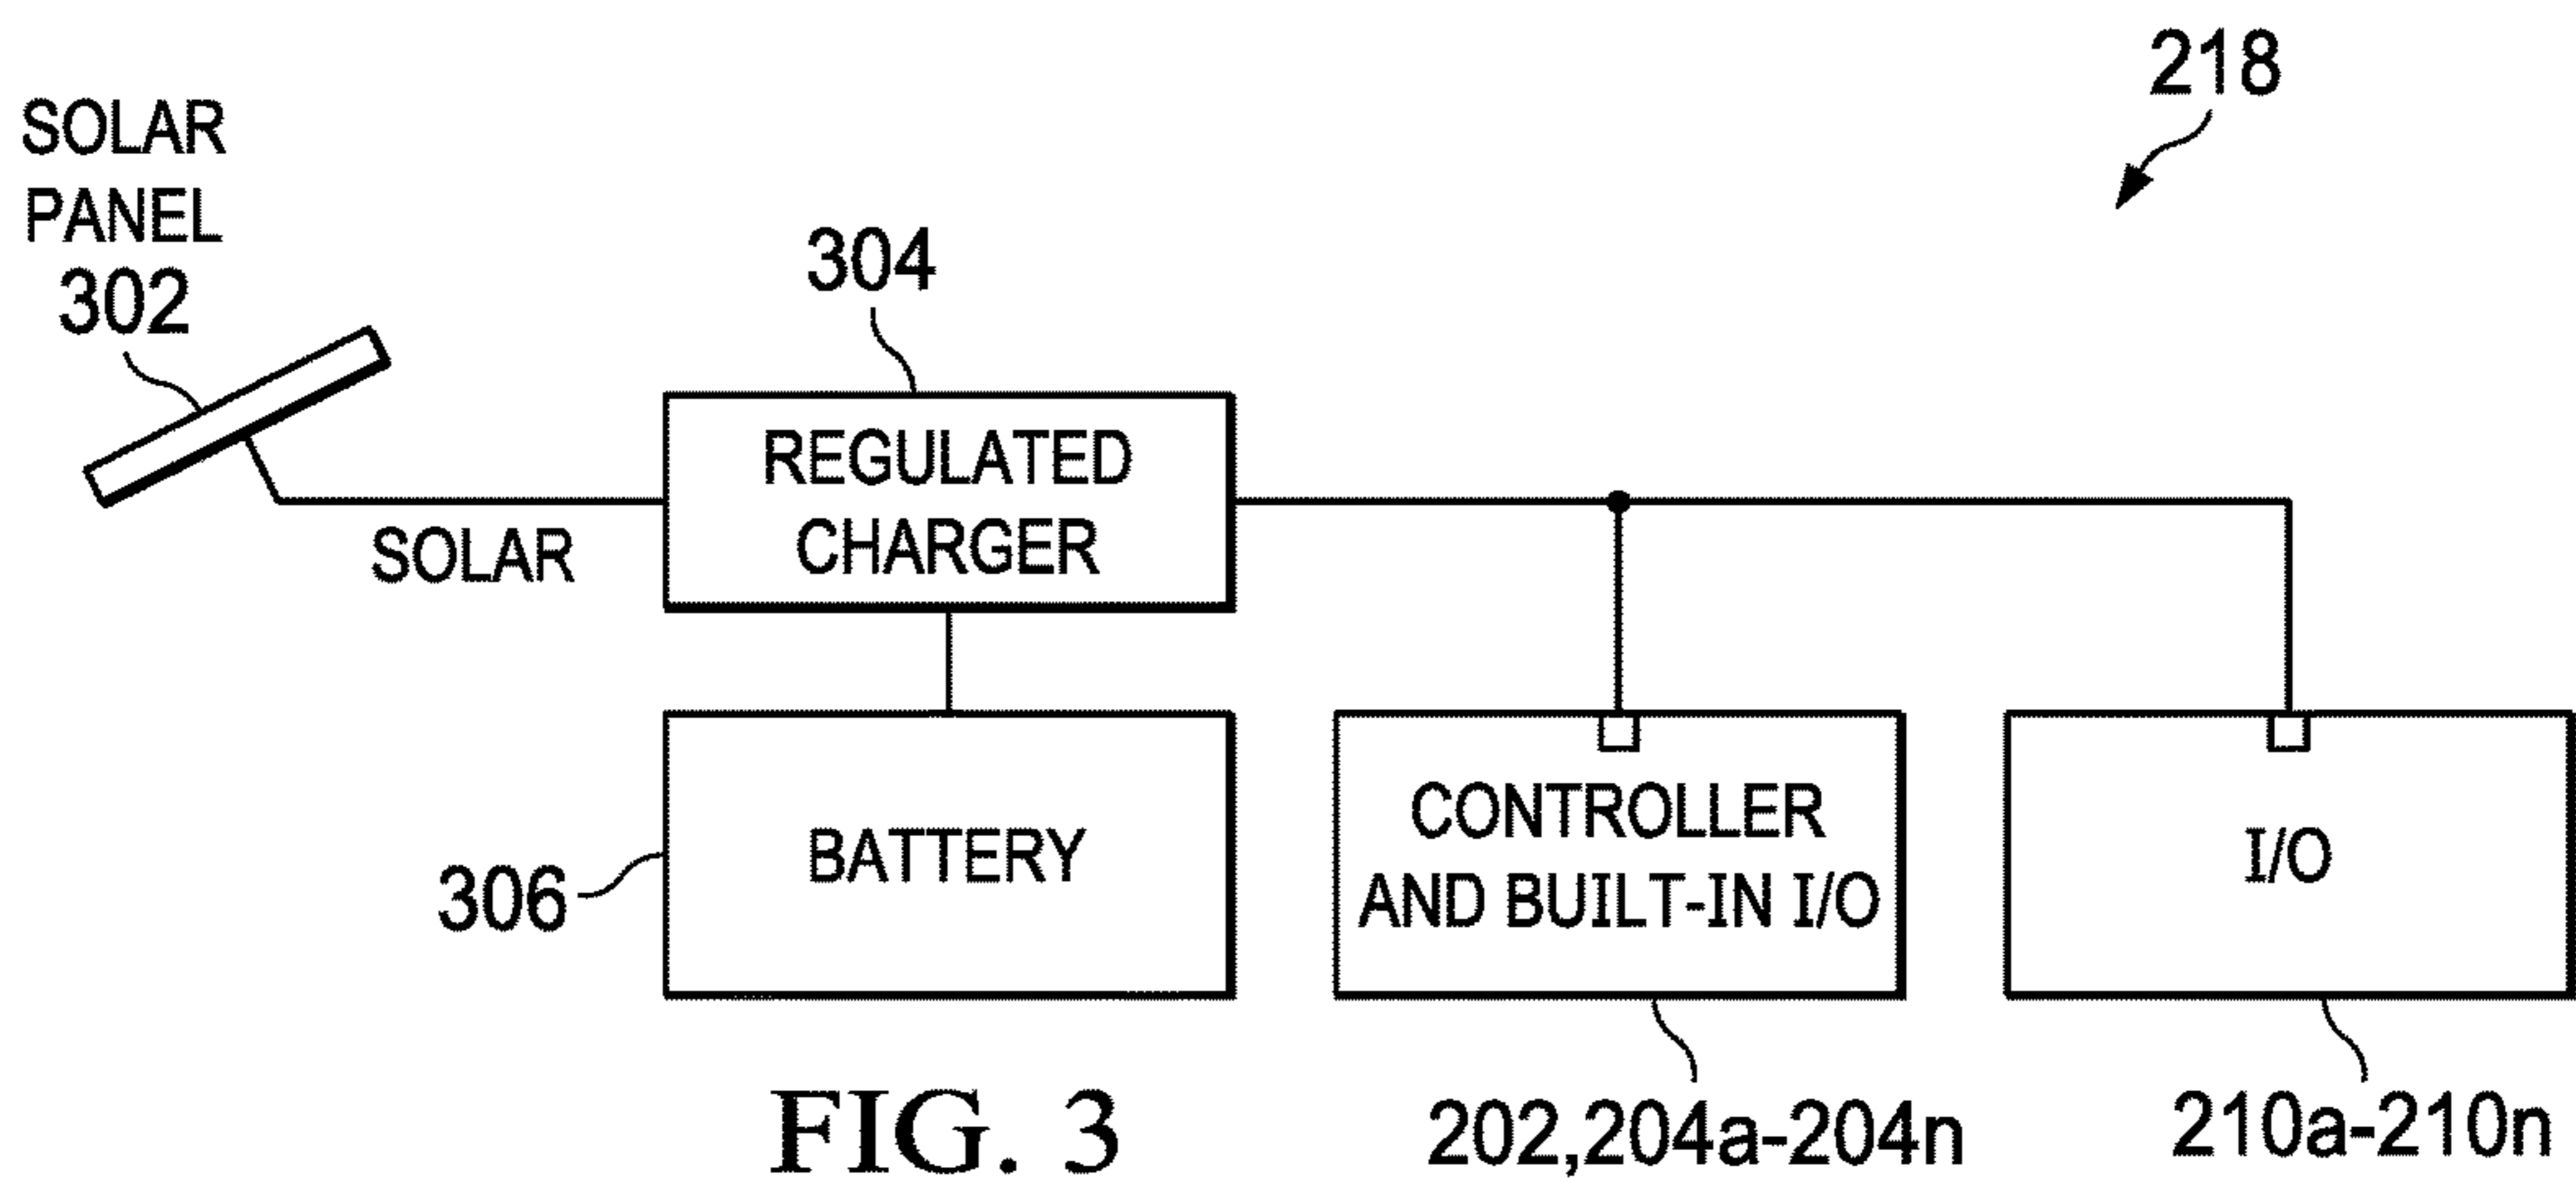 218
SOLAR
PANEL
302
304
REGULATED
CHARGER
SOLAR
BATTERY
306
CONTROLLER
AND BUILT-IN I/O
I/O
202,204a-204n
210a-210n
FIG. 3